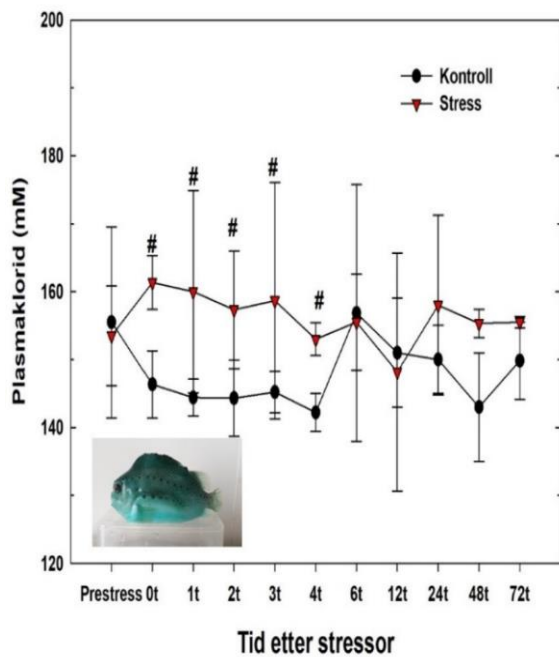 200
180
160
140
120
Plasmaklorid (mM)
Kontroll
Stress
#
#
#
#
#
Prestress 0t 1t 2t 3t 4t 6t 12t 24t 48t 72t
Tid etter stressor